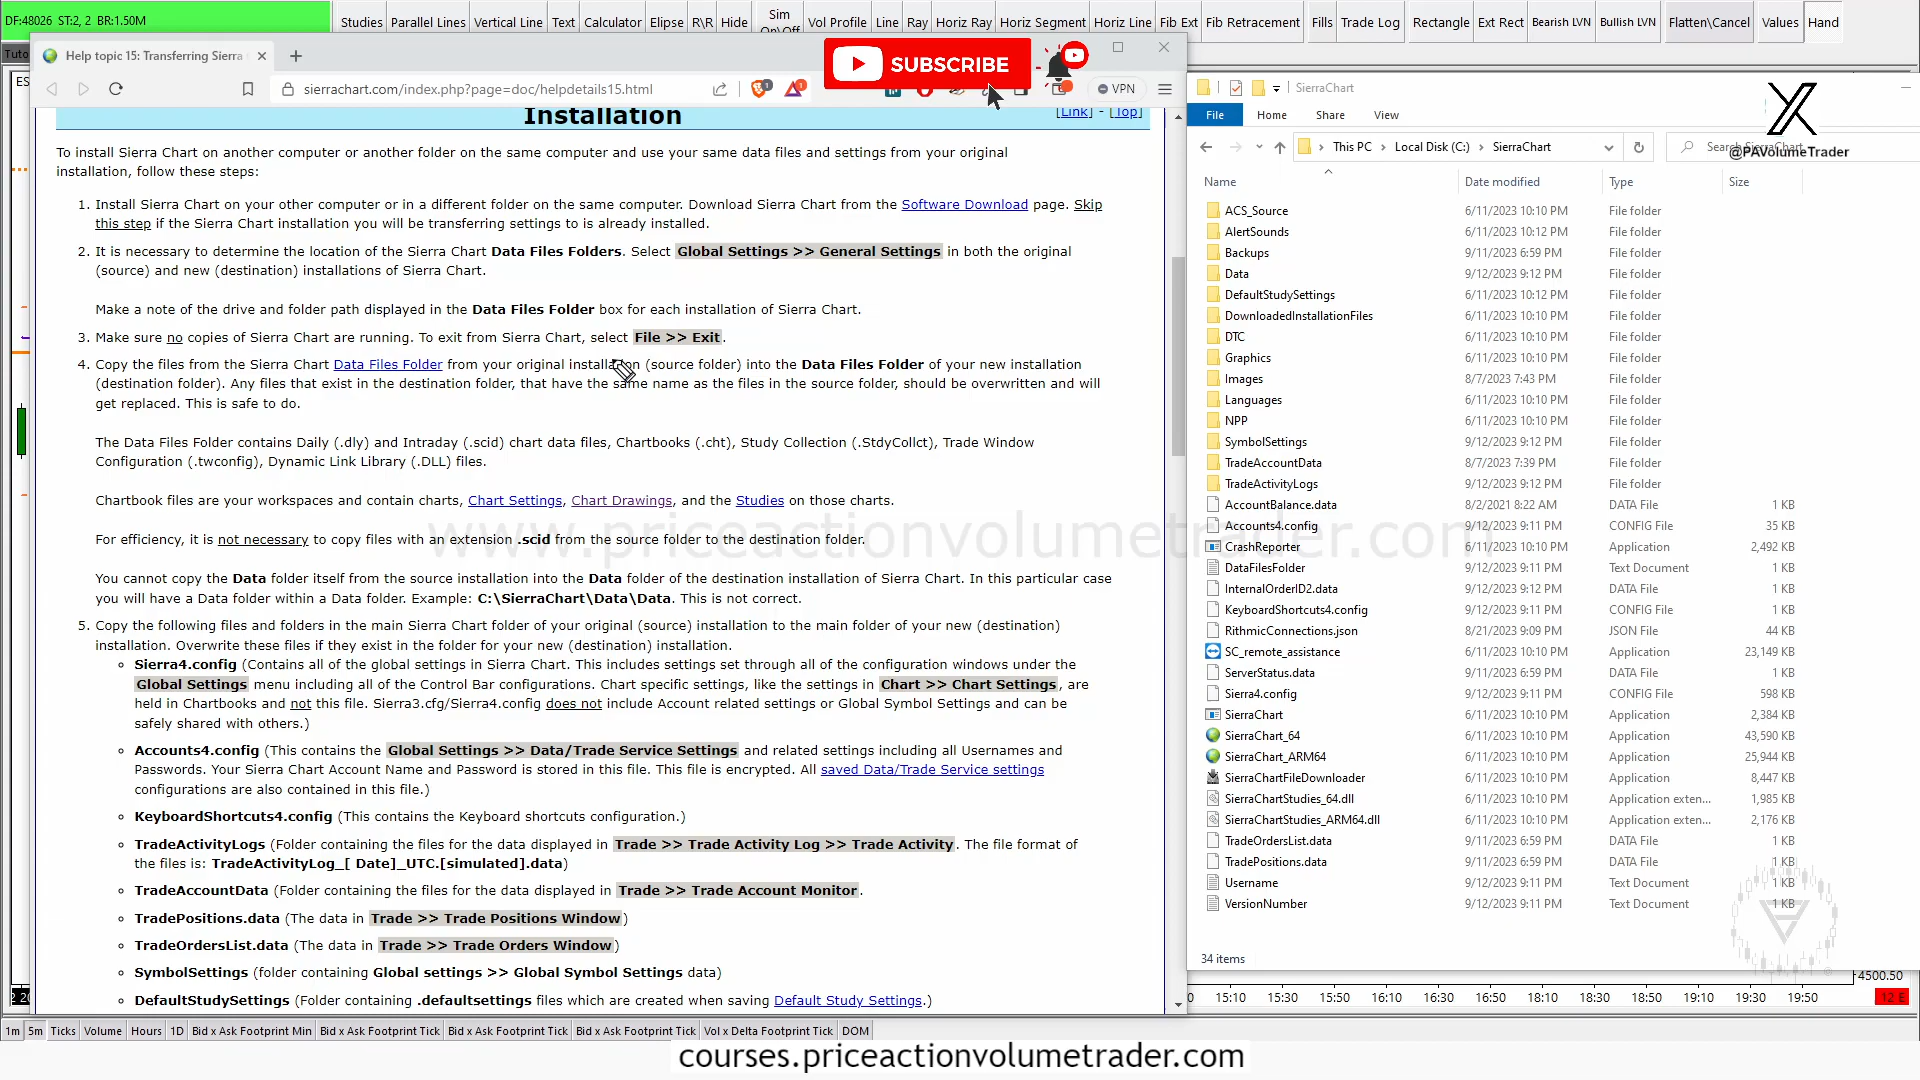 DF:48026 ST:2, 2 BR:1.50M
Studies
Parallel Lines
Vertical Line
Text
Calculator
Elipse
R\R
Hide
Sim On\Off
Vol Profile
Line
Ray
Horiz Ray
Horiz Segment
Horiz Line
Fib Ext
Fib Retracement
Fills
Trade Log
Rectangle
Ext Rect
Bearish LVN
Bullish LVN
Flatten\Cancel
Values
Hand
Tuto
ES
Help topic 15: Transferring Sierra
sierrachart.com/index.php?page=doc/helpdetails15.html
SUBSCRIBE
VPN
Installation
[Link] - [Top]
To install Sierra Chart on another computer or another folder on the same computer and use your same data files and settings from your original
installation, follow these steps:
1. Install Sierra Chart on your other computer or in a different folder on the same computer. Download Sierra Chart from the Software Download page. Skip
this step if the Sierra Chart installation you will be transferring settings to is already installed.
2. It is necessary to determine the location of the Sierra Chart Data Files Folders. Select Global Settings >> General Settings in both the original
(source) and new (destination) installations of Sierra Chart.
Make a note of the drive and folder path displayed in the Data Files Folder box for each installation of Sierra Chart.
3. Make sure no copies of Sierra Chart are running. To exit from Sierra Chart, select File >> Exit.
4. Copy the files from the Sierra Chart Data Files Folder from your original installation (source folder) into the Data Files Folder of your new installation
(destination folder). Any files that exist in the destination folder, that have the same name as the files in the source folder, should be overwritten and will
get replaced. This is safe to do.
The Data Files Folder contains Daily (.dly) and Intraday (.scid) chart data files, Chartbooks (.cht), Study Collection (.StdyCollct), Trade Window
Configuration (.twconfig), Dynamic Link Library (.DLL) files.
Chartbook files are your workspaces and contain charts, Chart Settings, Chart Drawings, and the Studies on those charts.
For efficiency, it is not necessary to copy files with an extension .scid from the source folder to the destination folder.
You cannot copy the Data folder itself from the source installation into the Data folder of the destination installation of Sierra Chart. In this particular case
you will have a Data folder within a Data folder. Example: C:\SierraChart\Data\Data. This is not correct.
5. Copy the following files and folders in the main Sierra Chart folder of your original (source) installation to the main folder of your new (destination)
installation. Overwrite these files if they exist in the folder for your new (destination) installation.
Sierra4.config (Contains all of the global settings in Sierra Chart. This includes settings set through all of the configuration windows under the
Global Settings menu including all of the Control Bar configurations. Chart specific settings, like the settings in Chart >> Chart Settings, are
held in Chartbooks and not this file. Sierra3.cfg/Sierra4.config does not include Account related settings or Global Symbol Settings and can be
safely shared with others.)
Accounts4.config (This contains the Global Settings >> Data/Trade Service Settings and related settings including all Usernames and
Passwords. Your Sierra Chart Account Name and Password is stored in this file. This file is encrypted. All saved Data/Trade Service settings
configurations are also contained in this file.)
KeyboardShortcuts4.config (This contains the Keyboard shortcuts configuration.)
TradeActivityLogs (Folder containing the files for the data displayed in Trade >> Trade Activity Log >> Trade Activity. The file format of
the files is: TradeActivityLog_[ Date]_UTC.[simulated].data)
TradeAccountData (Folder containing the files for the data displayed in Trade >> Trade Account Monitor.
TradePositions.data (The data in Trade >> Trade Positions Window)
TradeOrdersList.data (The data in Trade >> Trade Orders Window)
SymbolSettings (folder containing Global settings >> Global Symbol Settings data)
DefaultStudySettings (Folder containing .defaultsettings files which are created when saving Default Study Settings.)
www.priceactionvolumetrader.com
SierraChart
File Home Share View
This PC > Local Disk (C:) > SierraChart
Search SierraChart
@PAVolumeTrader
Name Date modified Type Size
ACS_Source 6/11/2023 10:10 PM File folder
AlertSounds 6/11/2023 10:12 PM File folder
Backups 9/11/2023 6:59 PM File folder
Data 9/12/2023 9:12 PM File folder
DefaultStudySettings 6/11/2023 10:12 PM File folder
DownloadedInstallationFiles 6/11/2023 10:10 PM File folder
DTC 6/11/2023 10:10 PM File folder
Graphics 6/11/2023 10:10 PM File folder
Images 8/7/2023 7:43 PM File folder
Languages 6/11/2023 10:10 PM File folder
NPP 6/11/2023 10:10 PM File folder
SymbolSettings 9/12/2023 9:12 PM File folder
TradeAccountData 8/7/2023 7:39 PM File folder
TradeActivityLogs 9/12/2023 9:12 PM File folder
AccountBalance.data 8/2/2021 8:22 AM DATA File 1 KB
Accounts4.config 9/12/2023 9:11 PM CONFIG File 35 KB
CrashReporter 6/11/2023 10:10 PM Application 2,492 KB
DataFilesFolder 9/12/2023 9:11 PM Text Document 1 KB
InternalOrderID2.data 9/12/2023 9:12 PM DATA File 1 KB
KeyboardShortcuts4.config 9/12/2023 9:11 PM CONFIG File 1 KB
RithmicConnections.json 8/21/2023 9:09 PM JSON File 44 KB
SC_remote_assistance 6/11/2023 10:10 PM Application 23,149 KB
ServerStatus.data 9/11/2023 6:59 PM DATA File 1 KB
Sierra4.config 9/12/2023 9:11 PM CONFIG File 598 KB
SierraChart 6/11/2023 10:10 PM Application 2,384 KB
SierraChart_64 6/11/2023 10:10 PM Application 43,590 KB
SierraChart_ARM64 6/11/2023 10:10 PM Application 25,944 KB
SierraChartFileDownloader 6/11/2023 10:10 PM Application 8,447 KB
SierraChartStudies_64.dll 6/11/2023 10:10 PM Application exten... 1,985 KB
SierraChartStudies_ARM64.dll 6/11/2023 10:10 PM Application exten... 2,176 KB
TradeOrdersList.data 9/11/2023 6:59 PM DATA File 1 KB
TradePositions.data 9/11/2023 6:59 PM DATA File 1 KB
Username 9/12/2023 9:11 PM Text Document 1 KB
VersionNumber 9/12/2023 9:11 PM Text Document 1 KB
34 items
4500.50
15:10 15:30 15:50 16:10 16:30 16:50 18:10 18:30 18:50 19:10 19:30 19:50
12 E
1m 5m Ticks Volume Hours 1D Bid x Ask Footprint Min Bid x Ask Footprint Tick Bid x Ask Footprint Tick Bid x Ask Footprint Tick Vol x Delta Footprint Tick DOM
courses.priceactionvolumetrader.com